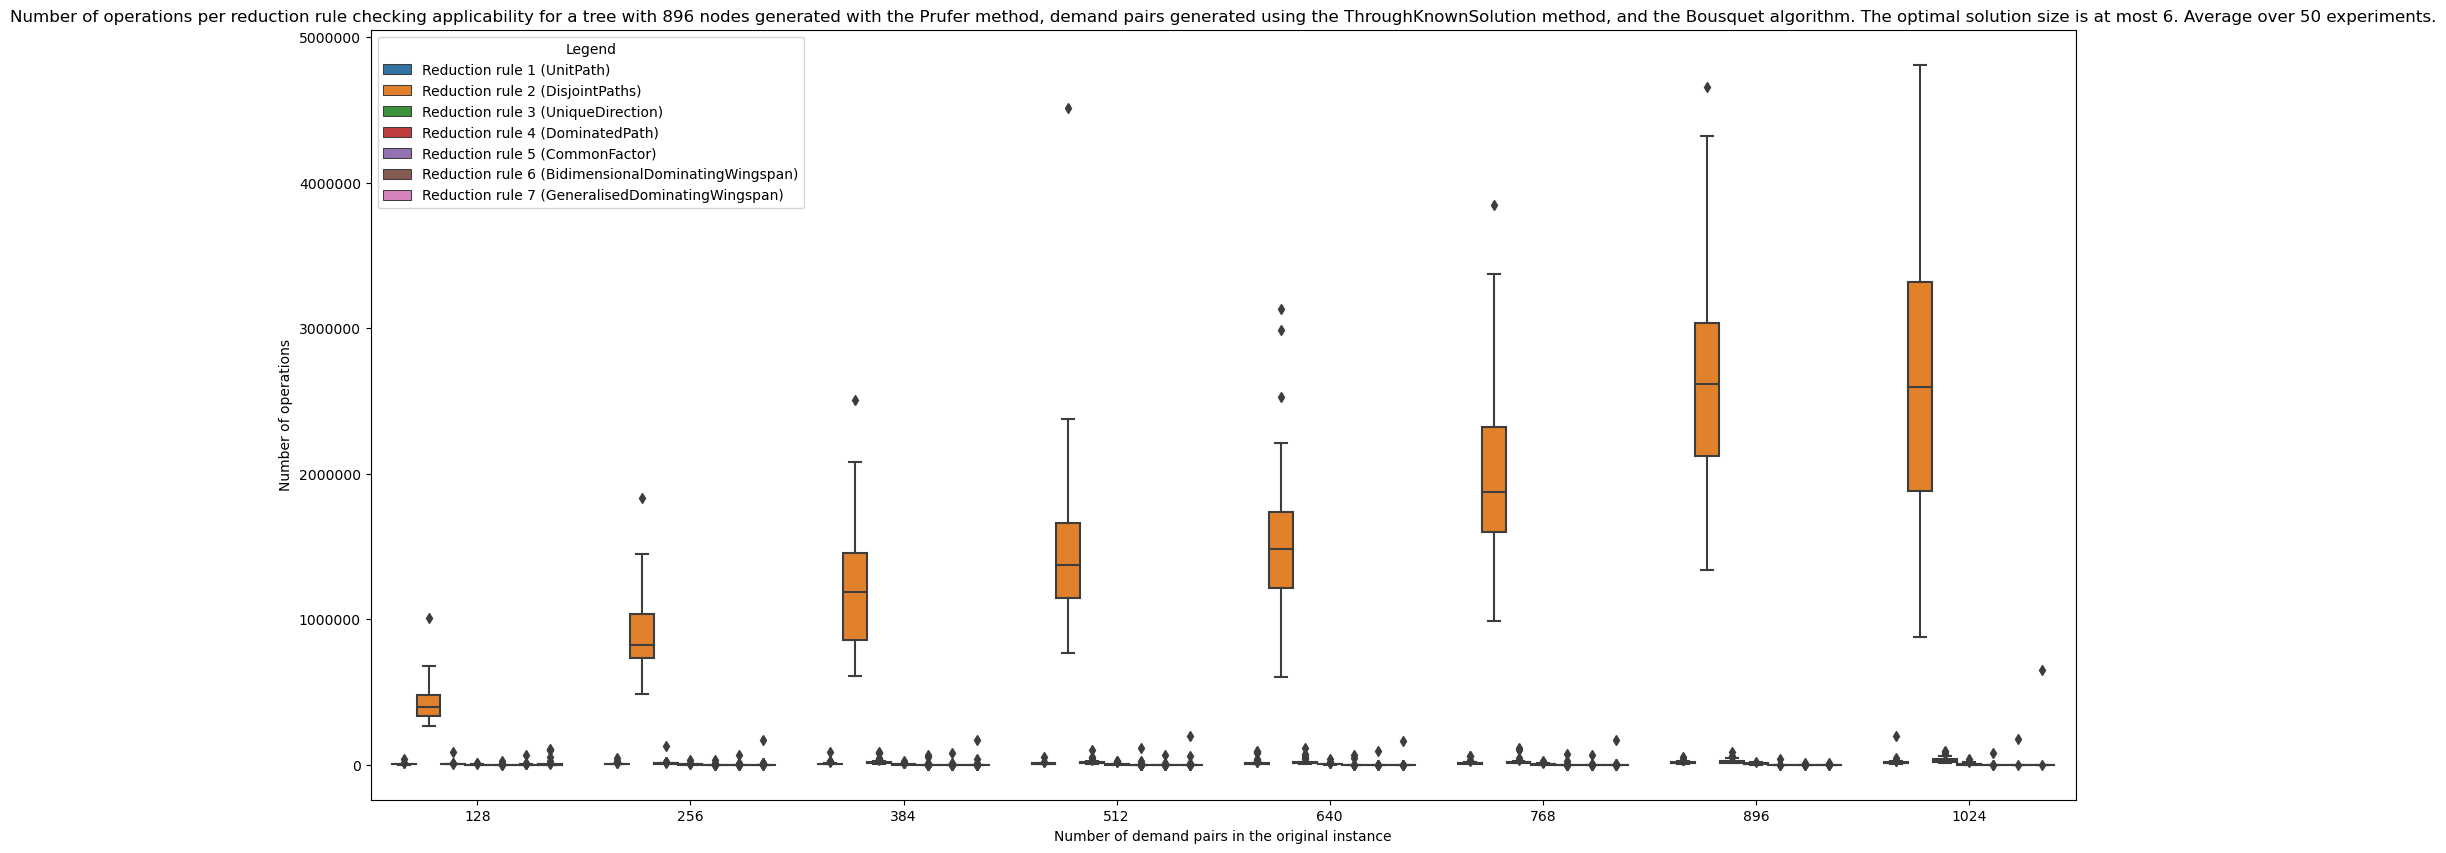 Number of operations per reduction rule checking applicability for a tree with 896 nodes generated with the Prufer method, demand pairs generated using the ThroughKnownSolution method, and the Bousquet algorithm. The optimal solution size is at most 6. Average over 50 experiments.
Legend
Reduction rule 1 (UnitPath)
Reduction rule 2 (DisjointPaths)
Reduction rule 3 (UniqueDirection)
Reduction rule 4 (DominatedPath)
Reduction rule 5 (CommonFactor)
Reduction rule 6 (BidimensionalDominatingWingspan)
Reduction rule 7 (GeneralisedDominatingWingspan)
Number of operations
5000000
4000000
3000000
2000000
1000000
0
128 256 384 512 640 768 896 1024
Number of demand pairs in the original instance